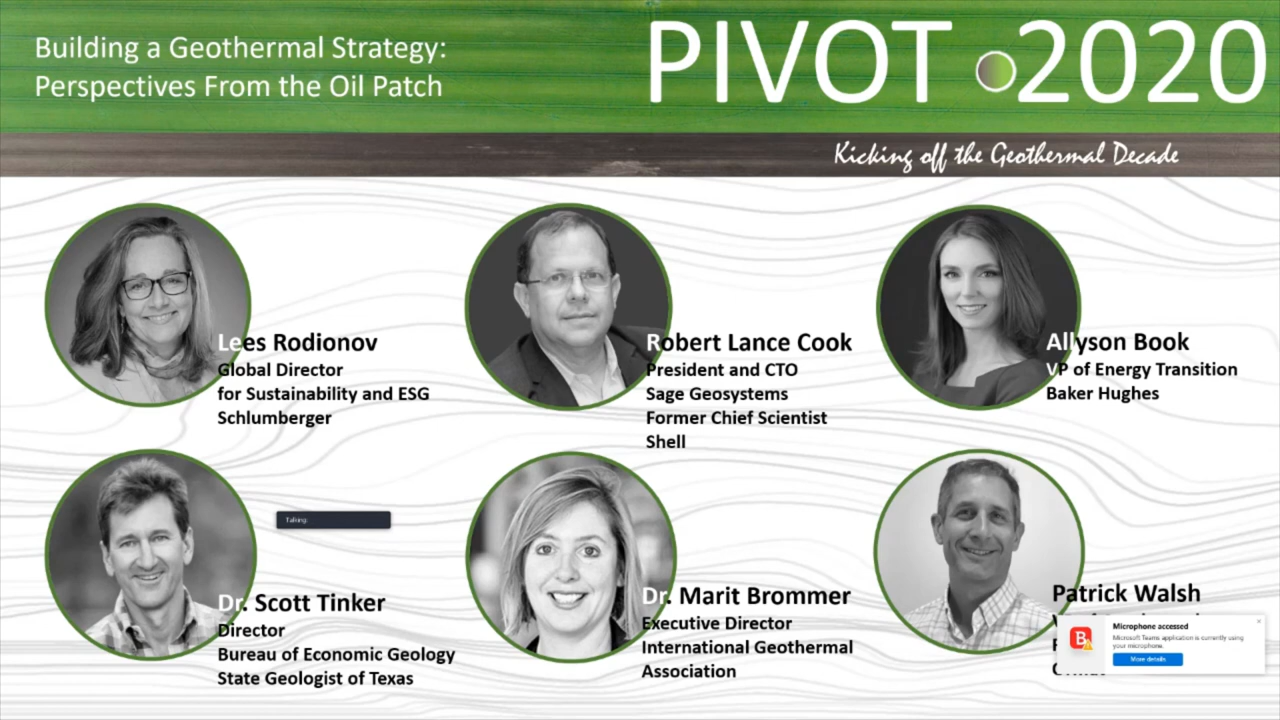 Building a Geothermal Strategy:
Perspectives From the Oil Patch
PIVOT 2020
Kicking off the Geothermal Decade
Lees Rodionov
Global Director
for Sustainability and ESG
Schlumberger
Robert Lance Cook
President and CTO
Sage Geosystems
Former Chief Scientist
Shell
Allyson Book
VP of Energy Transition
Baker Hughes
Dr. Scott Tinker
Director
Bureau of Economic Geology
State Geologist of Texas
Talking:
Dr. Marit Brommer
Executive Director
International Geothermal
Association
Patrick Walsh
B
Microphone accessed
Microsoft Teams application is currently using
your microphone.
More details